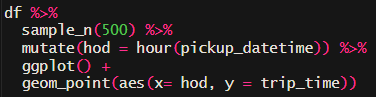 df %>%
  sample_n(500) %>%
  mutate(hod = hour(pickup_datetime)) %>%
  ggplot() +
  geom_point(aes(x= hod, y = trip_time))